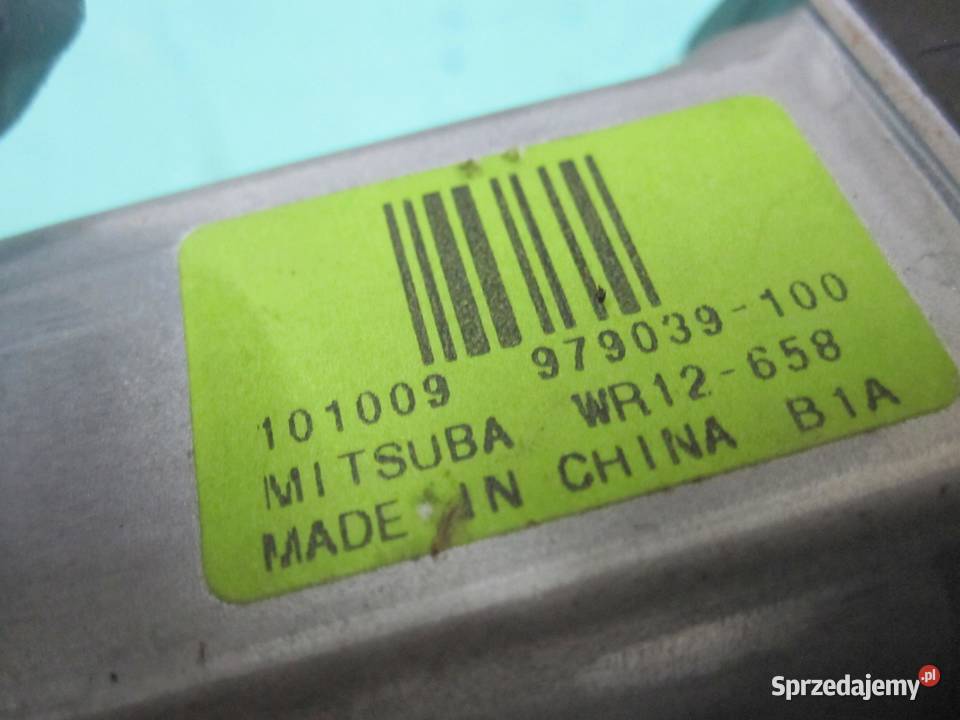 101009 979039-100
MITSUBA WR12-658
MADE IN CHINA B1A
Sprzedajemy.pl